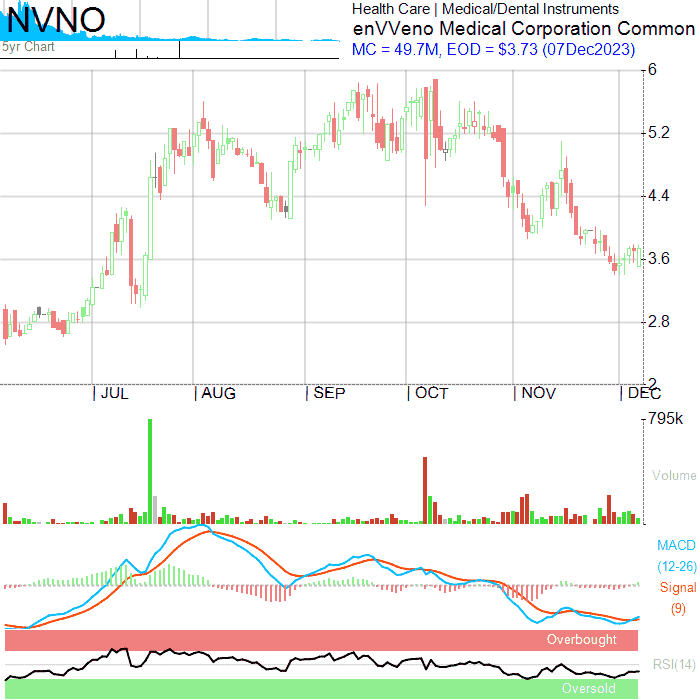 NVNO
5yr Chart
Health Care | Medical/Dental Instruments
enVVeno Medical Corporation Common
MC = 49.7M, EOD = $3.73 (07Dec2023)
6
5.2
4.4
3.6
2.8
2
JUL AUG SEP OCT NOV DEC
795k
Volume
MACD
(12-26)
Signal
(9)
Overbought
RSI(14)
Oversold